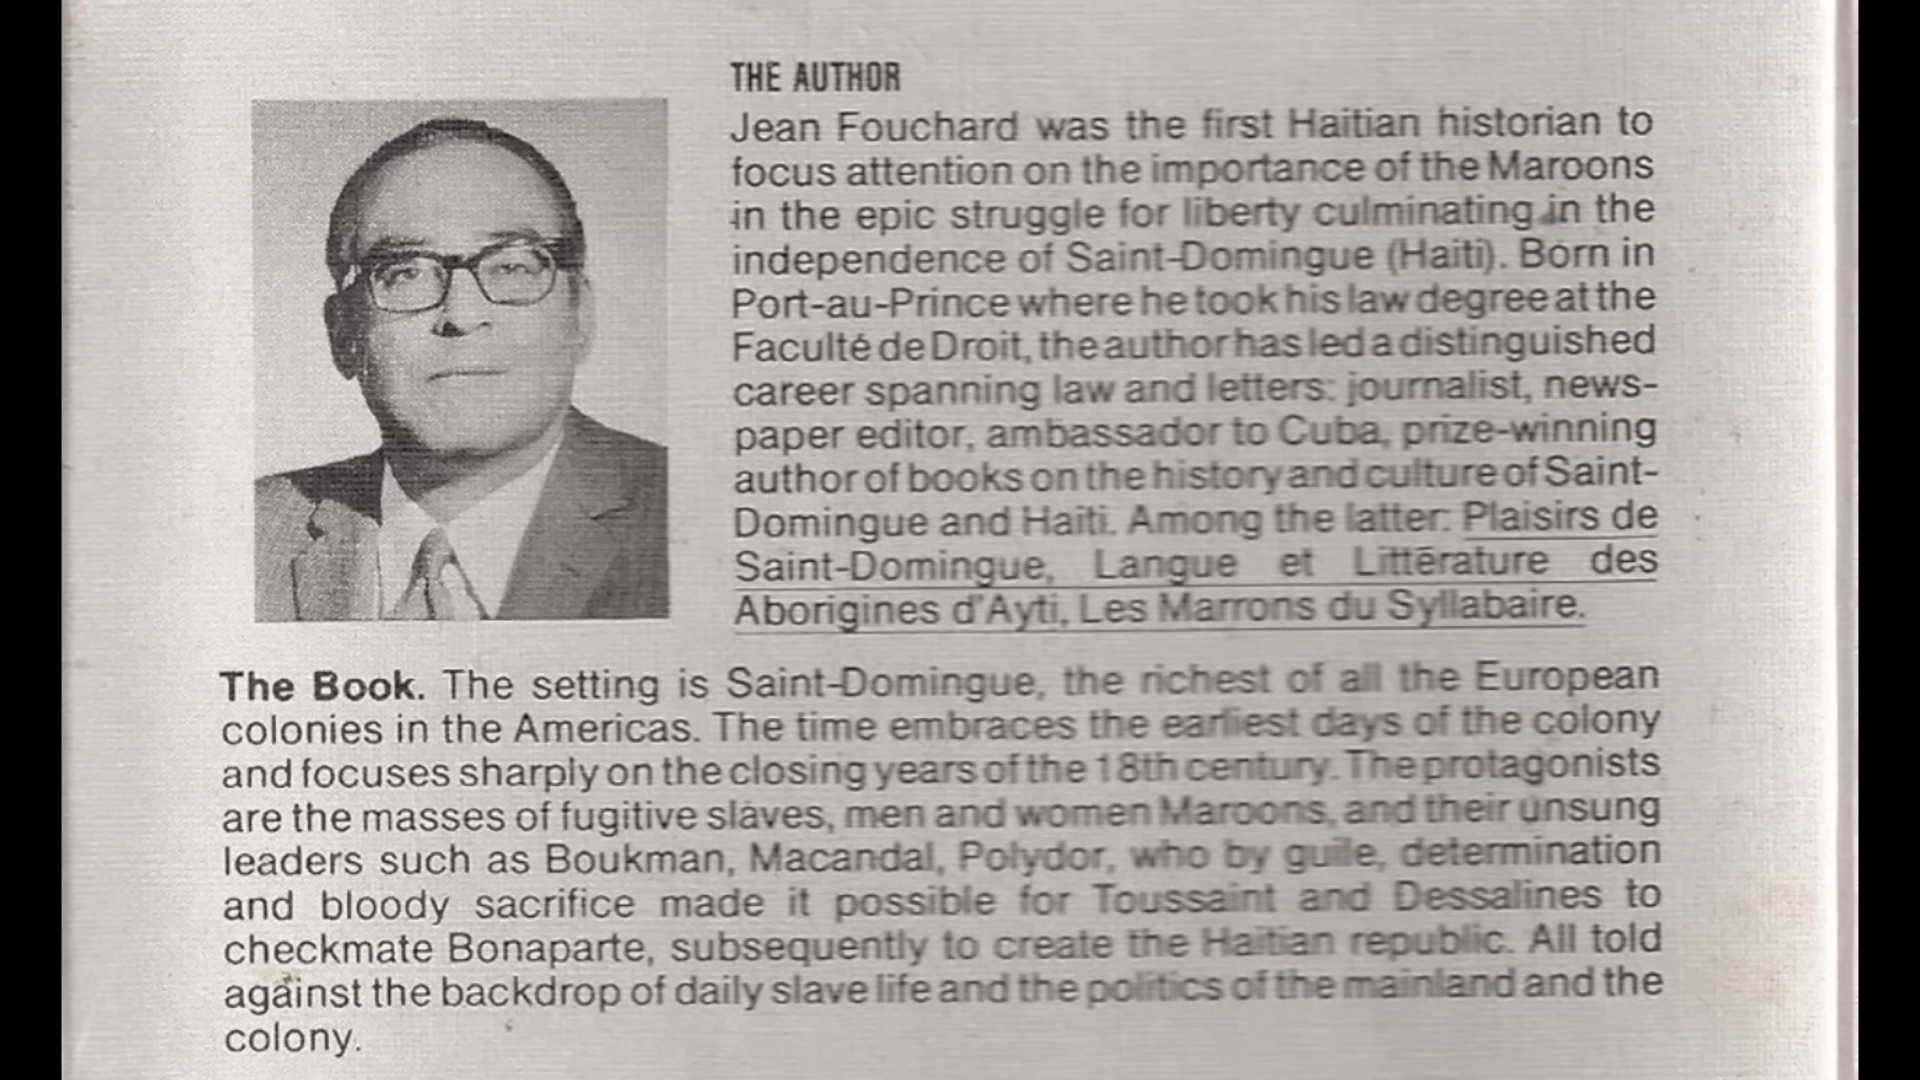 THE AUTHOR
Jean Fouchard was the first Haitian historian to
focus attention on the importance of the Maroons
in the epic struggle for liberty culminating in the
independence of Saint-Domingue (Haiti). Born in
Port-au-Prince where he took his law degree at the
Faculté de Droit, the author has led a distinguished
career spanning law and letters: journalist, news-
paper editor, ambassador to Cuba, prize-winning
author of books on the history and culture of Saint-
Domingue and Haiti. Among the latter: Plaisirs de
Saint-Domingue, Langue et Littérature des
Aborigines d'Ayti, Les Marrons du Syllabaire.
The Book. The setting is Saint-Domingue, the richest of all the European
colonies in the Americas. The time embraces the earliest days of the colony
and focuses sharply on the closing years of the 18th century. The protagonists
are the masses of fugitive slaves, men and women Maroons, and their unsung
leaders such as Boukman, Macandal, Polydor, who by guile, determination
and bloody sacrifice made it possible for Toussaint and Dessalines to
checkmate Bonaparte, subsequently to create the Haitian republic. All told
against the backdrop of daily slave life and the politics of the mainland and the
colony.